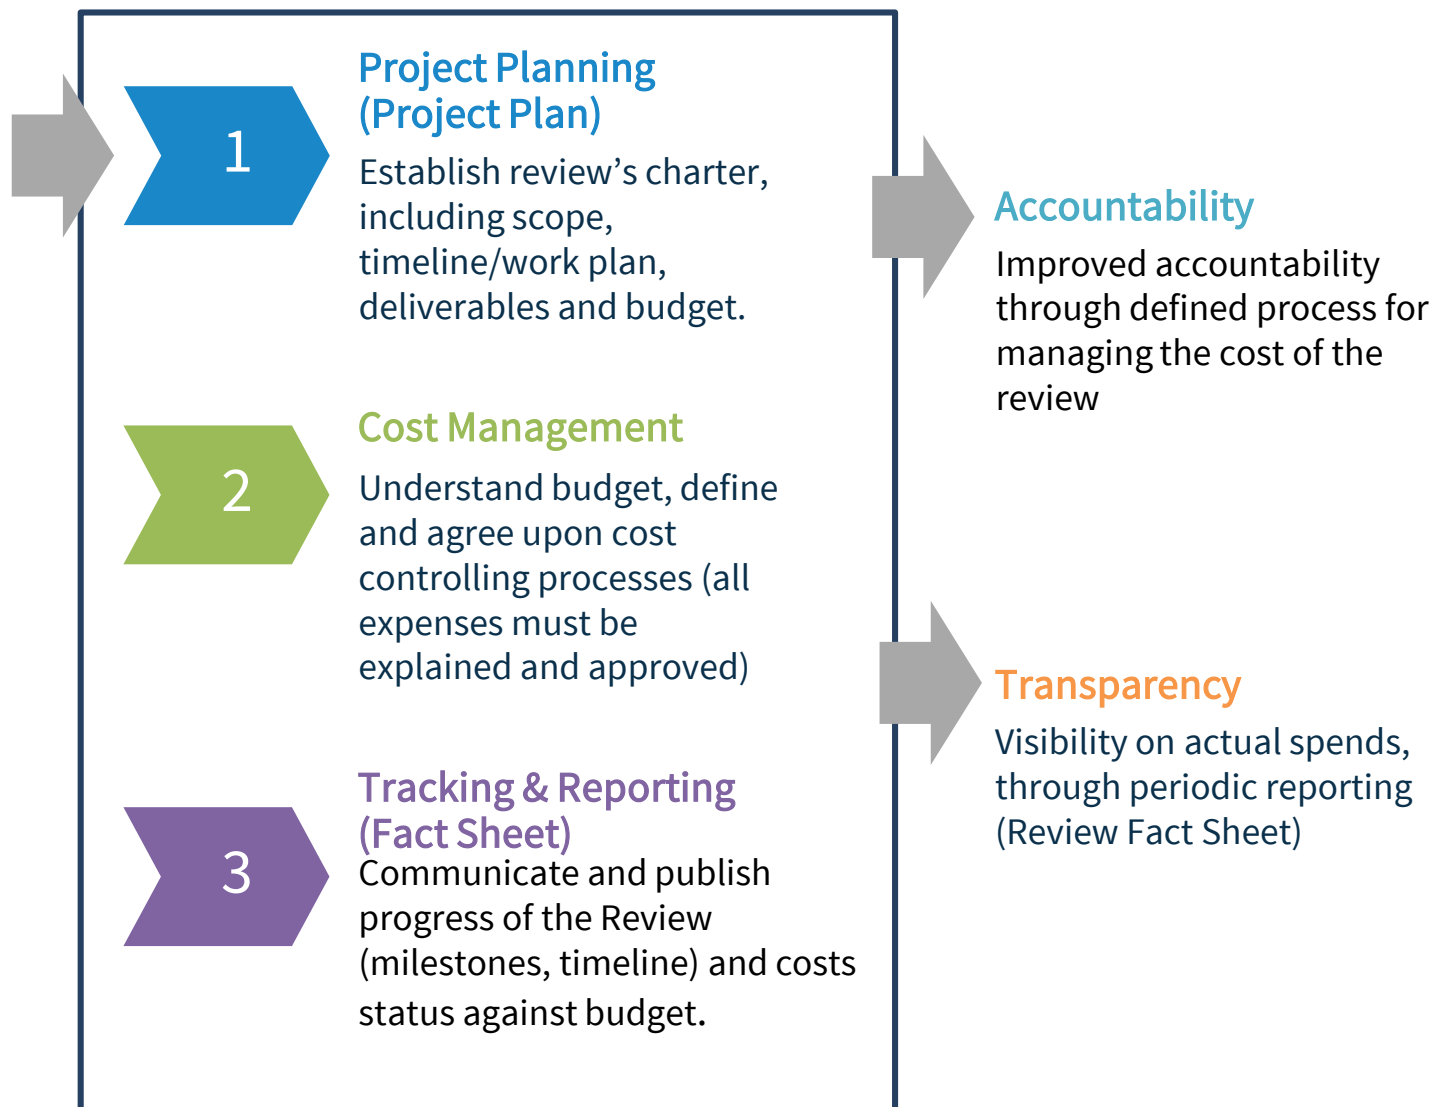 1
Project Planning
(Project Plan)
Establish review’s charter,
including scope,
timeline/work plan,
deliverables and budget.
2
Cost Management
Understand budget, define
and agree upon cost
controlling processes (all
expenses must be
explained and approved)
3
Tracking & Reporting
(Fact Sheet)
Communicate and publish
progress of the Review
(milestones, timeline) and costs
status against budget.
Accountability
Improved accountability
through defined process for
managing the cost of the
review
Transparency
Visibility on actual spends,
through periodic reporting
(Review Fact Sheet)